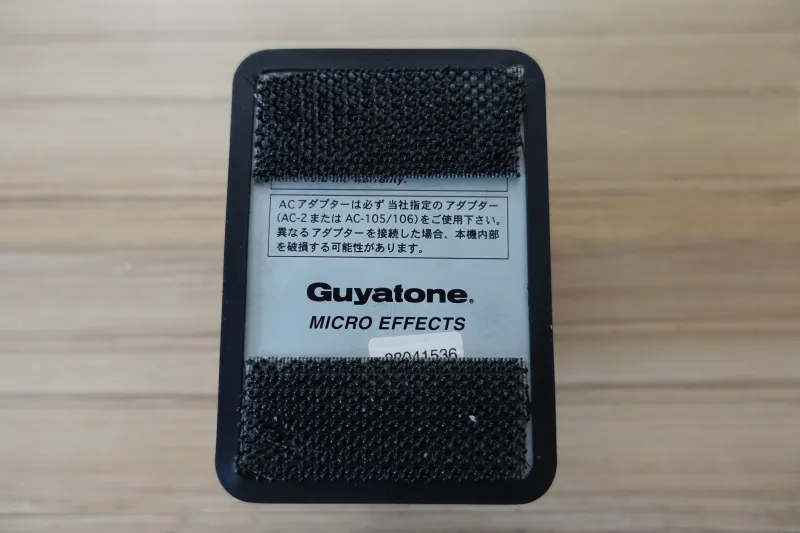 warranty.
ACアダプターは必ず当社指定のアダプター
(AC-2または AC-105/106)をご使用下さい。
異なるアダプターを接続した場合、本機内部
を破損する可能性があります。
Guyatone®
MICRO EFFECTS
98041536